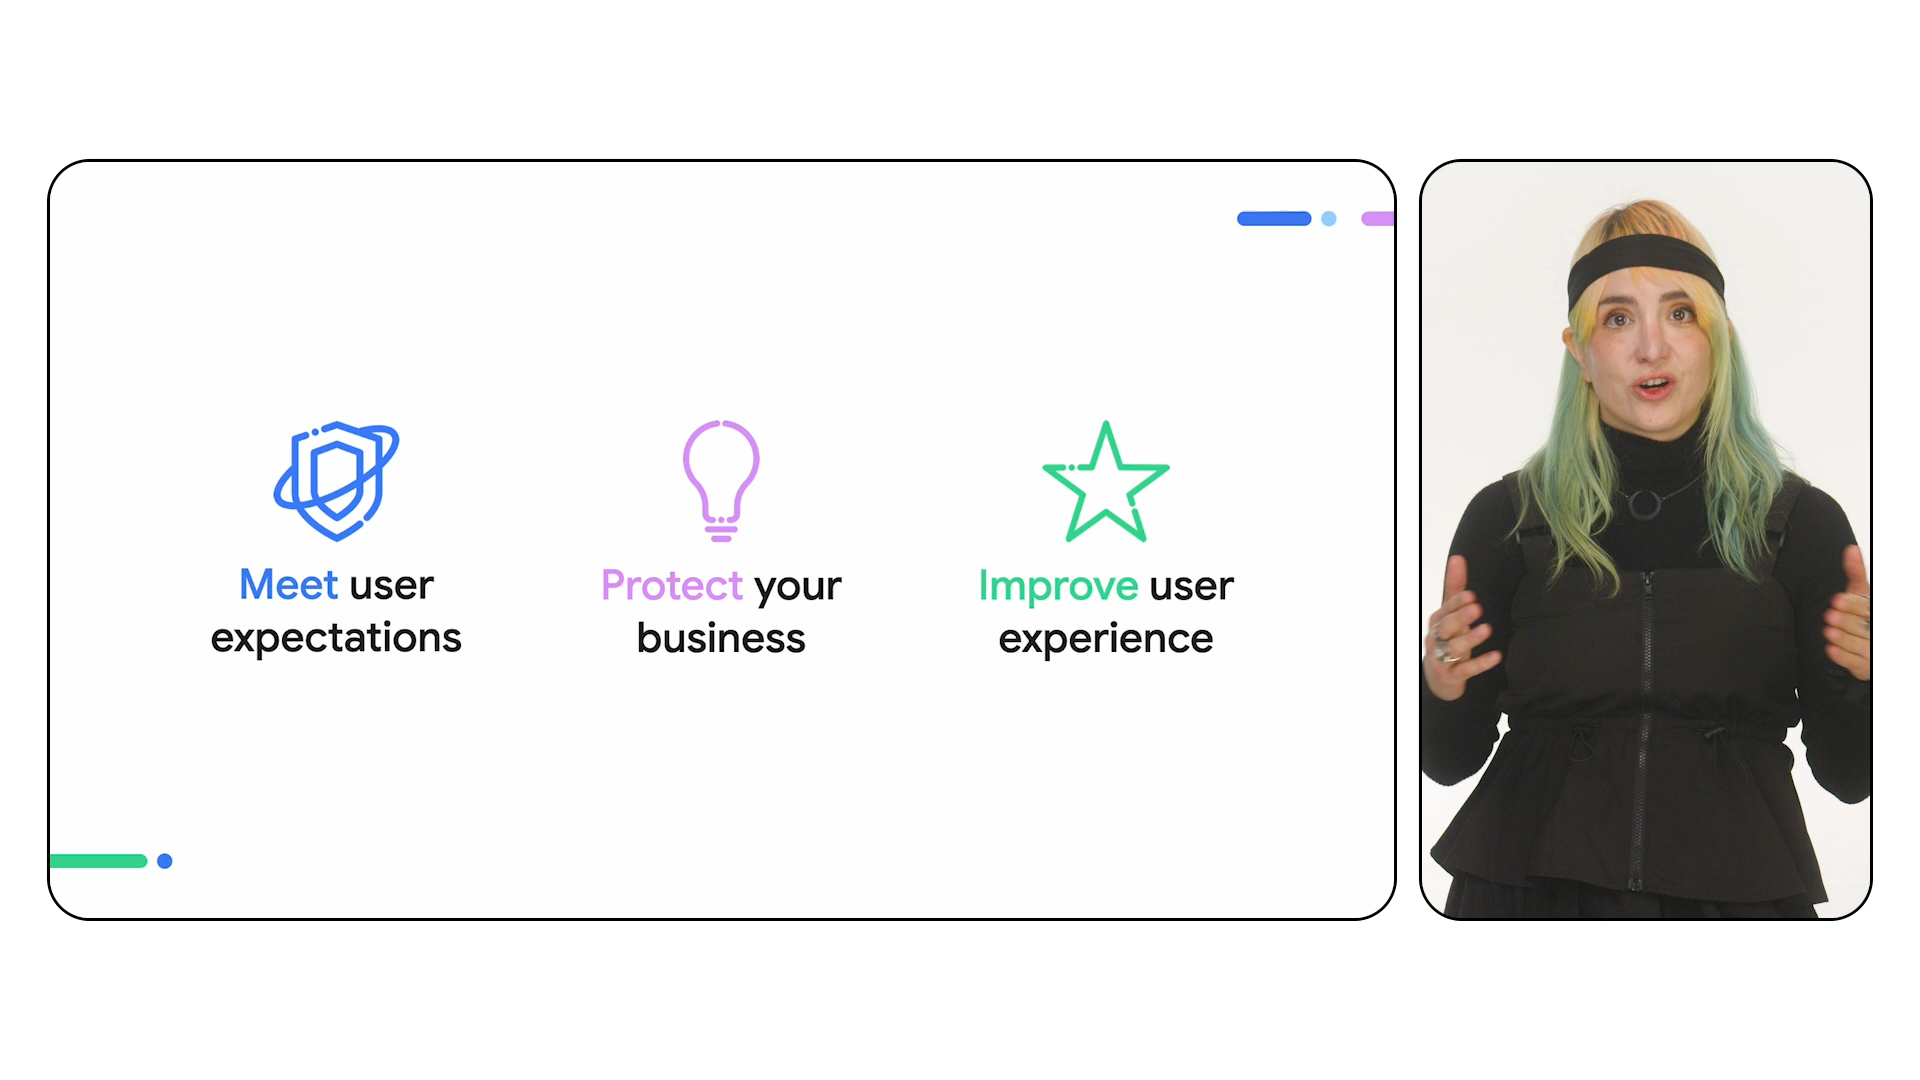 Meet user
expectations
Protect your
business
Improve user
experience